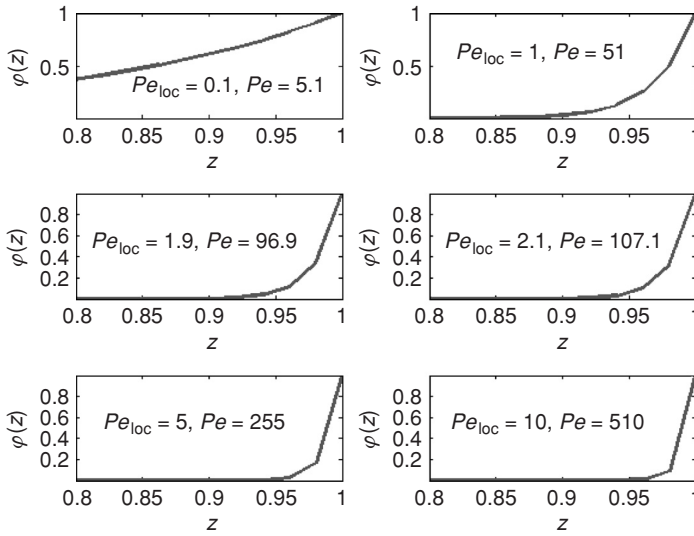 1
0.5
φ(z)
Pe_loc = 0.1, Pe = 5.1
0.8 0.85 0.9 0.95 1
z
1
0.5
φ(z)
Pe_loc = 1, Pe = 51
0.8 0.85 0.9 0.95 1
z
0.8
0.6
0.4
0.2
φ(z)
Pe_loc = 1.9, Pe = 96.9
0.8 0.85 0.9 0.95 1
z
0.8
0.6
0.4
0.2
φ(z)
Pe_loc = 2.1, Pe = 107.1
0.8 0.85 0.9 0.95 1
z
0.8
0.6
0.4
0.2
φ(z)
Pe_loc = 5, Pe = 255
0.8 0.85 0.9 0.95 1
z
0.8
0.6
0.4
0.2
φ(z)
Pe_loc = 10, Pe = 510
0.8 0.85 0.9 0.95 1
z